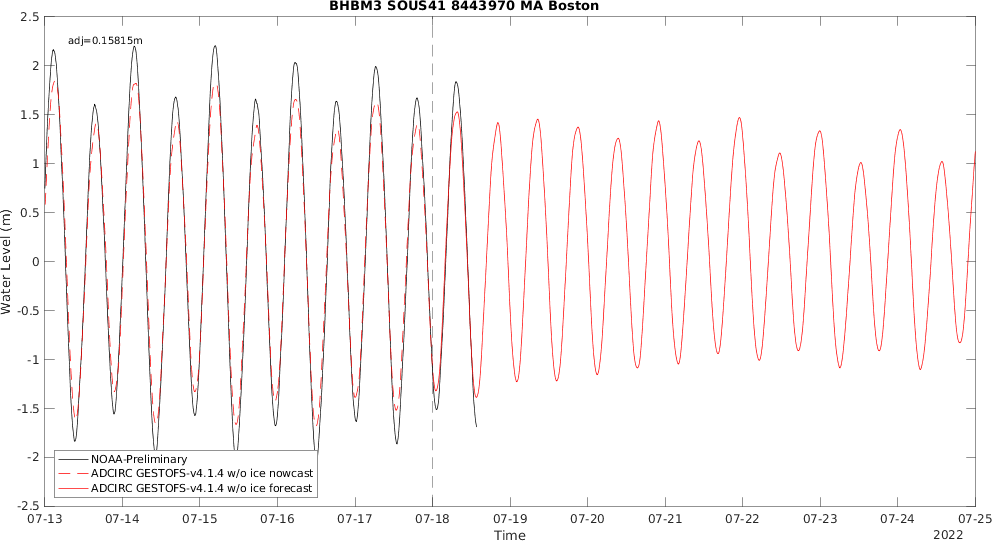 BHBM3 SOUS41 8443970 MA Boston
adj=0.15815m
2.5
2
1.5
1
0.5
0
-0.5
-1
-1.5
-2
-2.5
Water Level (m)
NOAA-Preliminary
ADCIRC GESTOFS-v4.1.4 w/o ice nowcast
ADCIRC GESTOFS-v4.1.4 w/o ice forecast
07-13 07-14 07-15 07-16 07-17 07-18 07-19 07-20 07-21 07-22 07-23 07-24 07-25
Time
2022